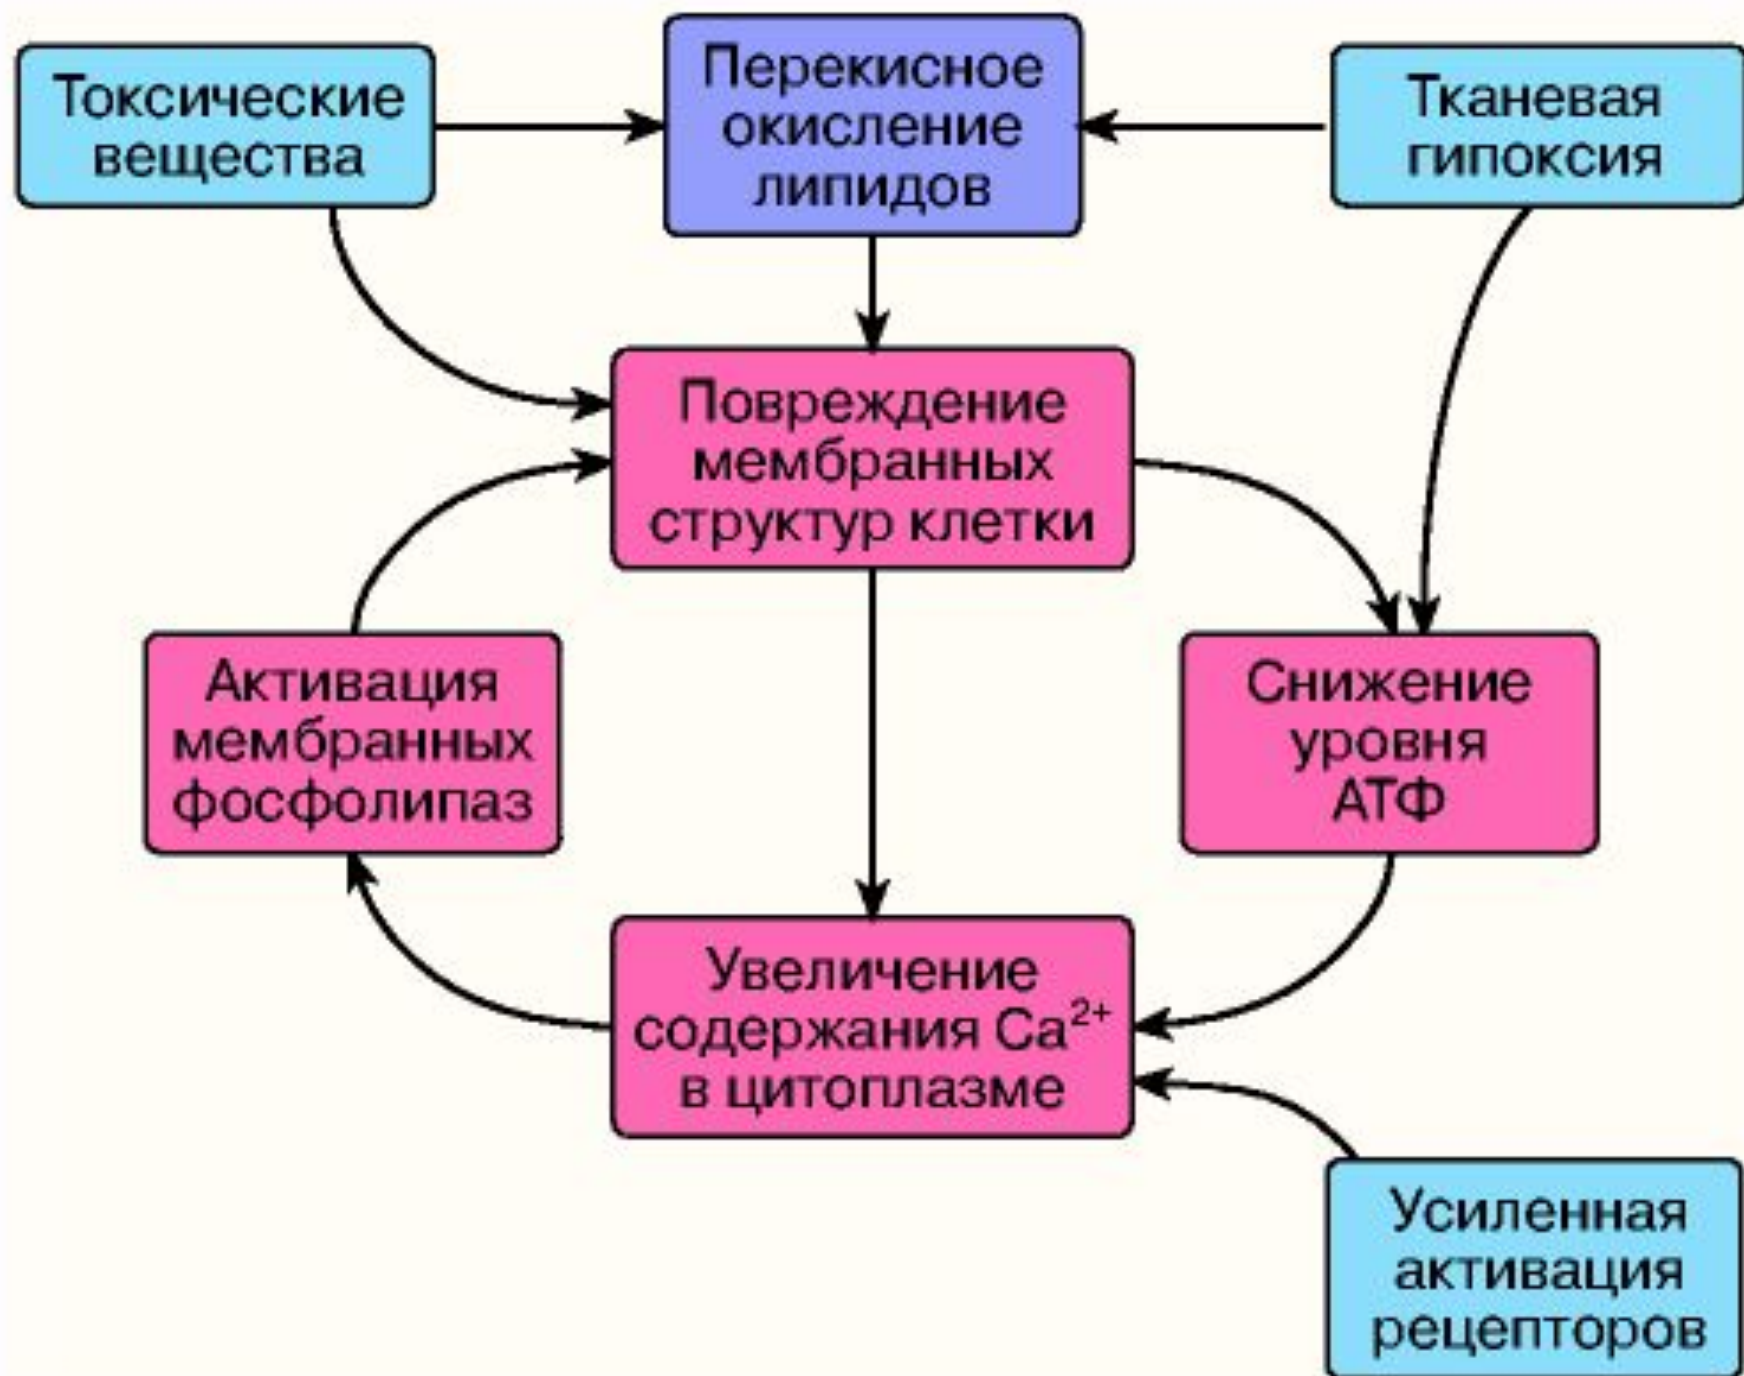 Токсические
вещества
Перекисное
окисление
липидов
Тканевая
гипоксия
Повреждение
мембранных
структур клетки
Активация
мембранных
фосфолипаз
Снижение
уровня
АТФ
Увеличение
содержания Ca²⁺
в цитоплазме
Усиленная
активация
рецепторов